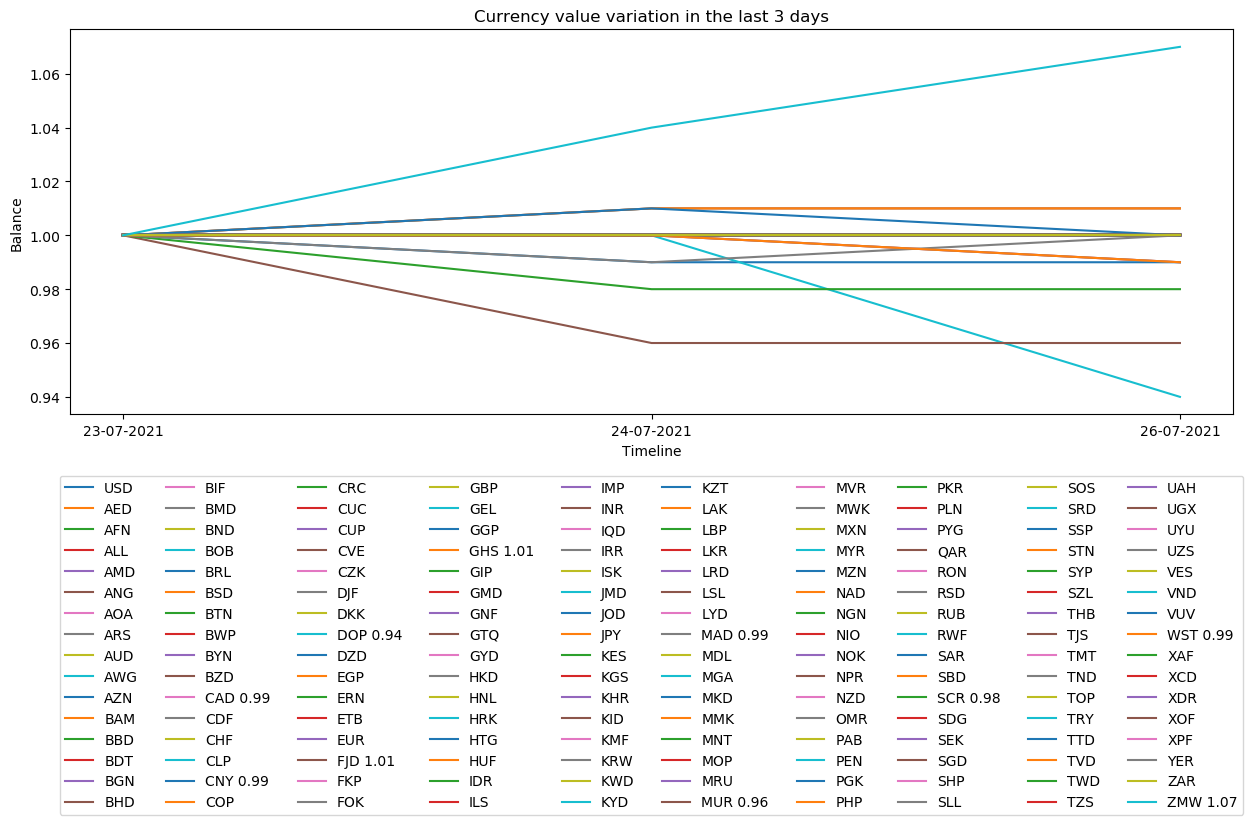 Currency value variation in the last 3 days
Balance
1.06
1.04
1.02
1.00
0.98
0.96
0.94
23-07-2021 24-07-2021 26-07-2021
Timeline
USD BIF CRC GBP IMP KZT MVR PKR SOS UAH
AED BMD CUC GEL INR LAK MWK PLN SRD UGX
AFN BND CUP GGP IQD LBP MXN PYG SSP UYU
ALL BOB CVE GHS 1.01 IRR LKR MYR QAR STN UZS
AMD BRL CZK GIP ISK LRD MZN RON SYP VES
ANG BSD DJF GMD JMD LSL NAD RSD SZL VND
AOA BTN DKK GNF JOD LYD NGN RUB THB VUV
ARS BWP DOP 0.94 GTQ JPY MAD 0.99 NIO RWF TJS WST 0.99
AUD BYN DZD GYD KES MDL NOK SAR TMT XAF
AWG BZD EGP HKD KGS MGA NPR SBD TND XCD
AZN CAD 0.99 ERN HNL KHR MKD NZD SCR 0.98 TOP XDR
BAM CDF ETB HRK KID MMK OMR SDG TRY XOF
BBD CHF EUR HTG KMF MNT PAB SEK TTD XPF
BDT CLP FJD 1.01 HUF KRW MOP PEN SGD TVD YER
BGN CNY 0.99 FKP IDR KWD MRU PGK SHP TWD ZAR
BHD COP FOK ILS KYD MUR 0.96 PHP SLL TZS ZMW 1.07